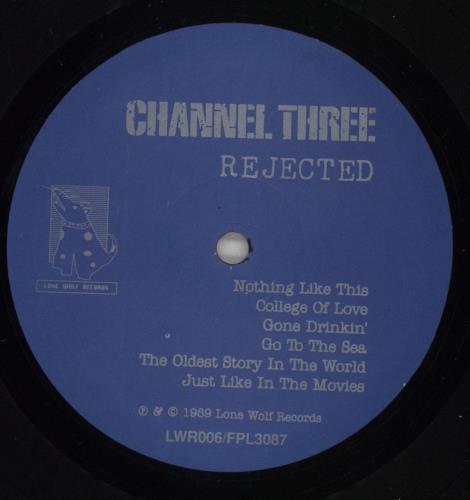 CHANNEL THREE
REJECTED
LONE WOLF RECORDS
Nothing Like This
College Of Love
Gone Drinkin'
Go To The Sea
The Oldest Story In The World
Just Like In The Movies
℗ & © 1989 Lone Wolf Records
LWR006/FPL3087